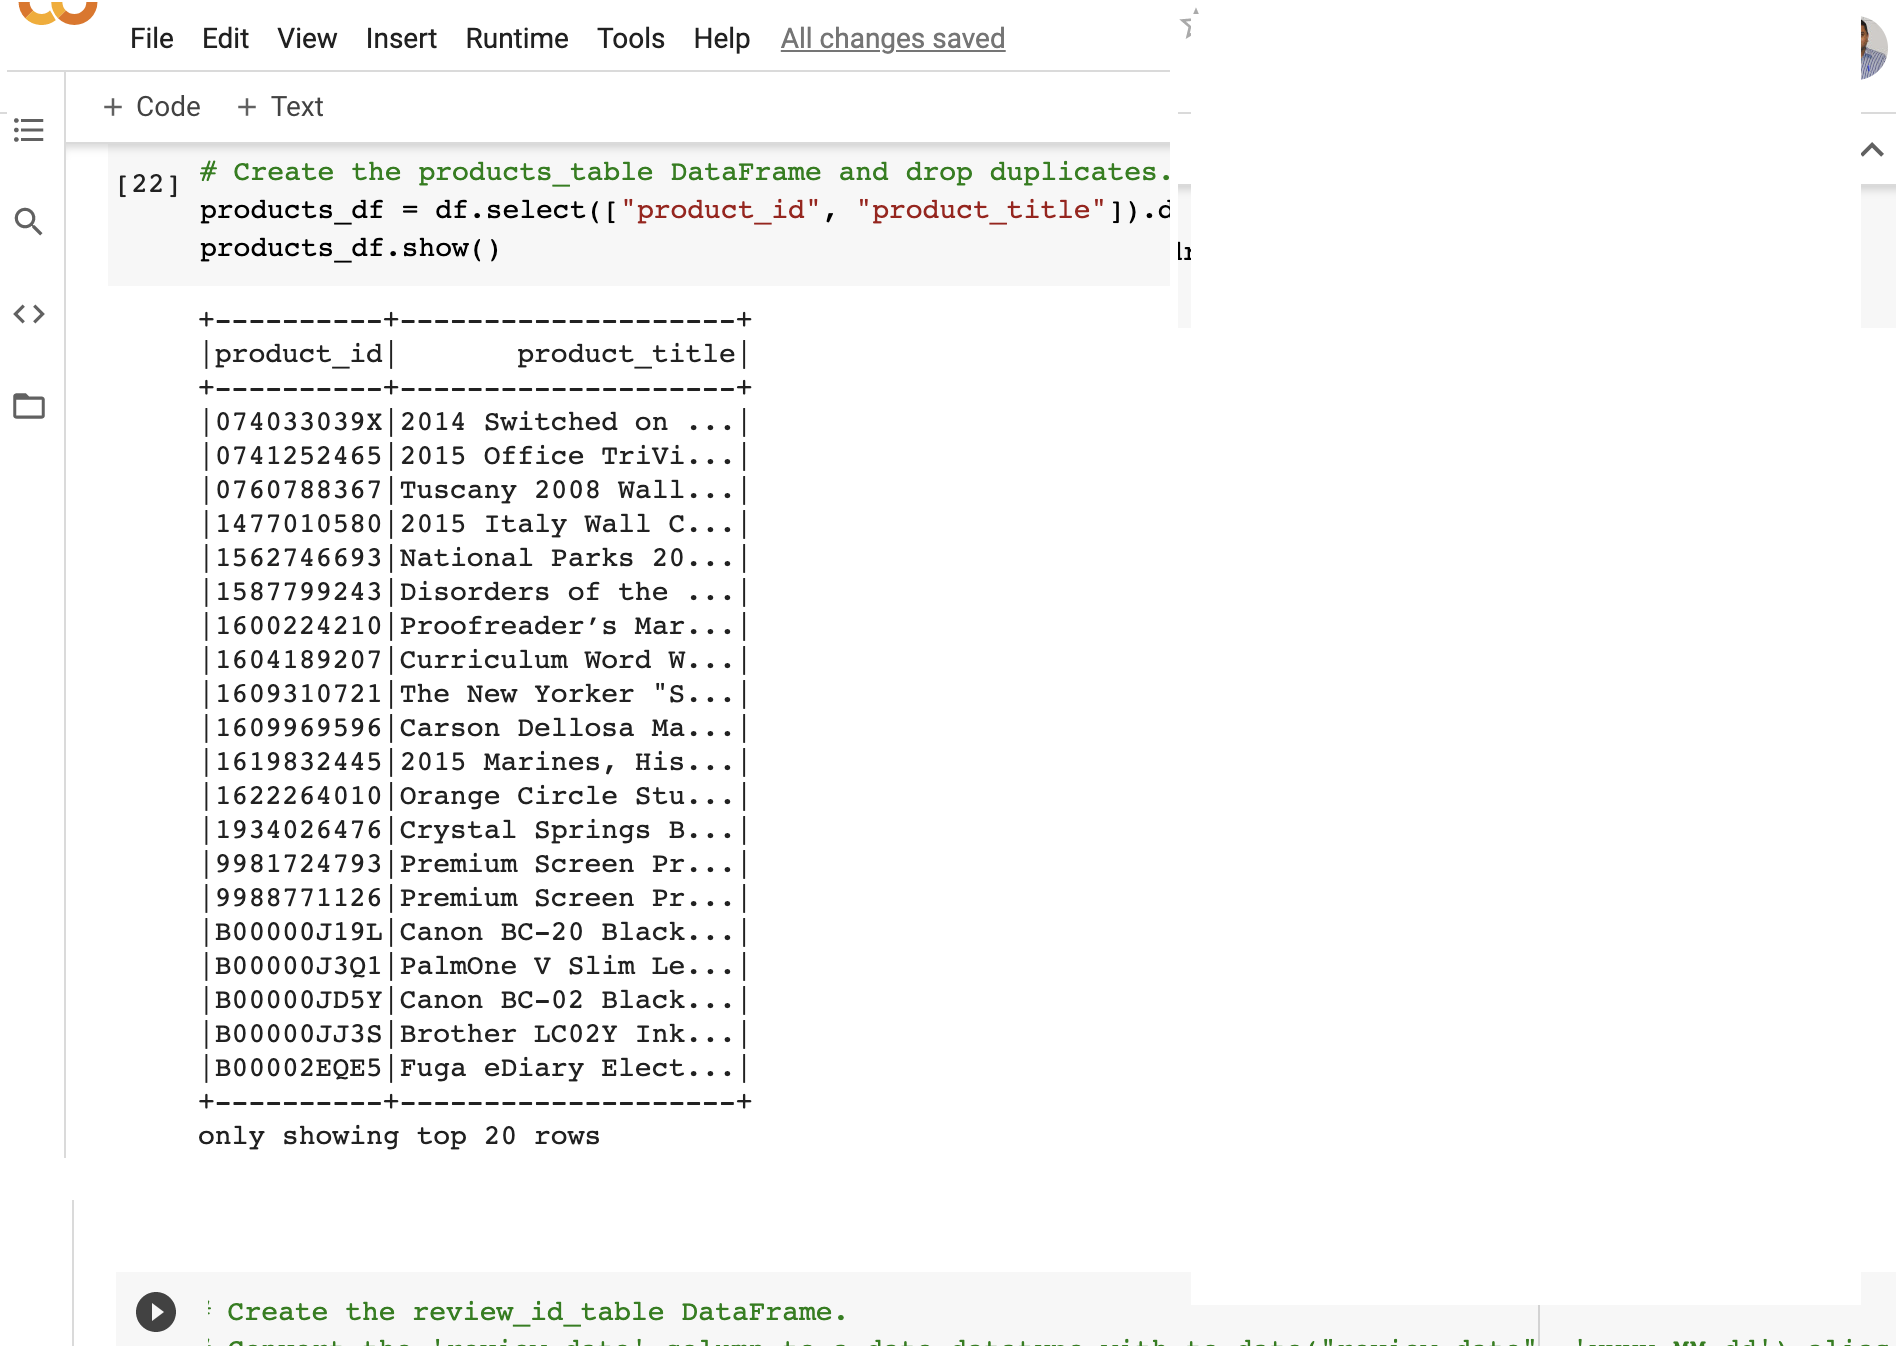 File Edit View Insert Runtime Tools Help All changes saved
+ Code + Text
[22] # Create the products_table DataFrame and drop duplicates.
products_df = df.select(["product_id", "product_title"]).d
products_df.show()
+----------+--------------------+
|product_id|       product_title|
+----------+--------------------+
|074033039X|2014 Switched on ...|
|0741252465|2015 Office TriVi...|
|0760788367|Tuscany 2008 Wall...|
|1477010580|2015 Italy Wall C...|
|1562746693|National Parks 20...|
|1587799243|Disorders of the ...|
|1600224210|Proofreader’s Mar...|
|1604189207|Curriculum Word W...|
|1609310721|The New Yorker "S...|
|1609969596|Carson Dellosa Ma...|
|1619832445|2015 Marines, His...|
|1622264010|Orange Circle Stu...|
|1934026476|Crystal Springs B...|
|9981724793|Premium Screen Pr...|
|9988771126|Premium Screen Pr...|
|B00000J19L|Canon BC-20 Black...|
|B00000J3Q1|PalmOne V Slim Le...|
|B00000JD5Y|Canon BC-02 Black...|
|B00000JJ3S|Brother LC02Y Ink...|
|B00002EQE5|Fuga eDiary Elect...|
+----------+--------------------+
only showing top 20 rows
# Create the review_id_table DataFrame.